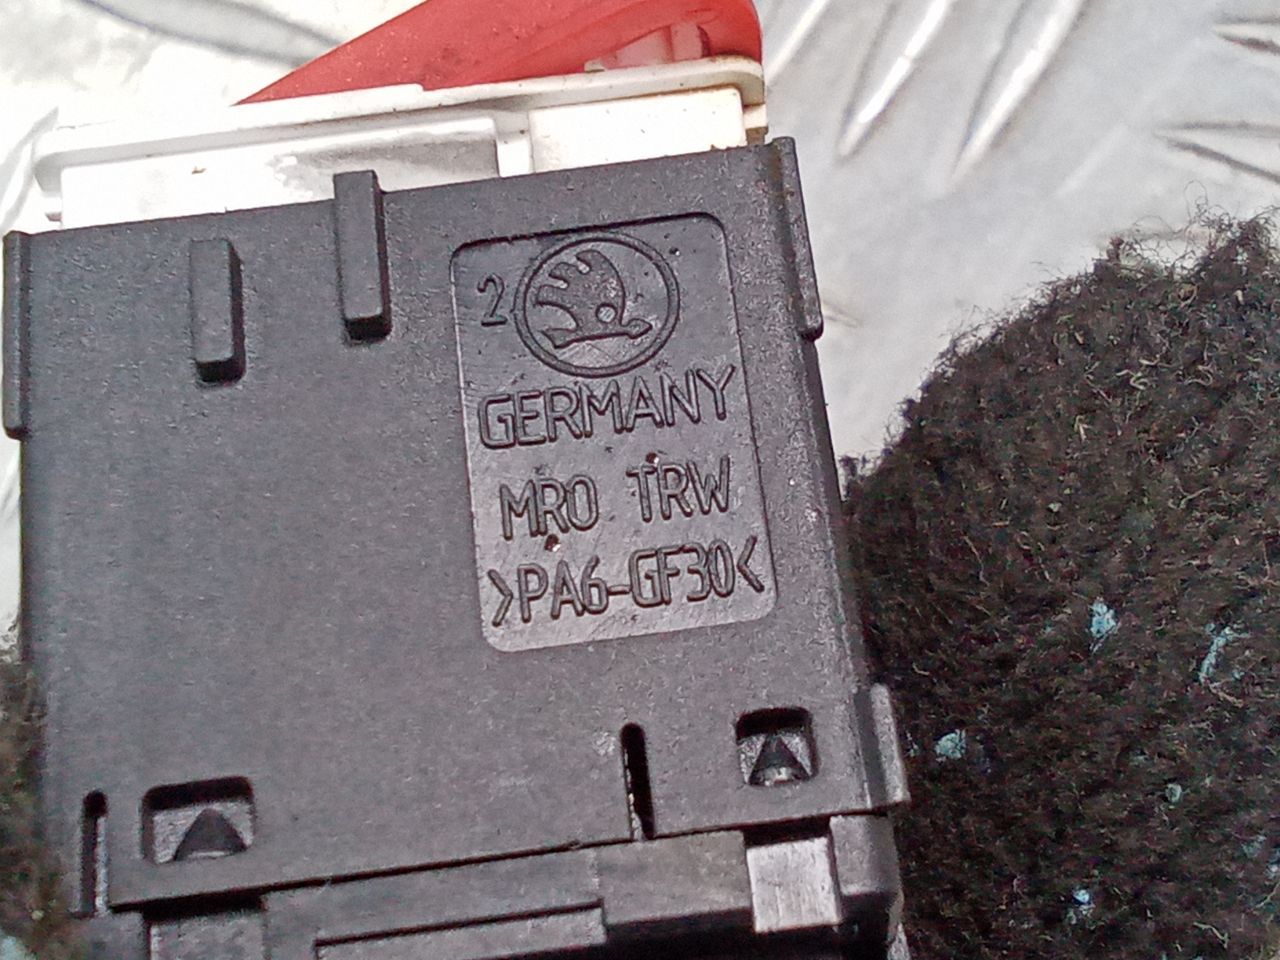 2
GERMANY
MRO TRW
>PA6-GF30<